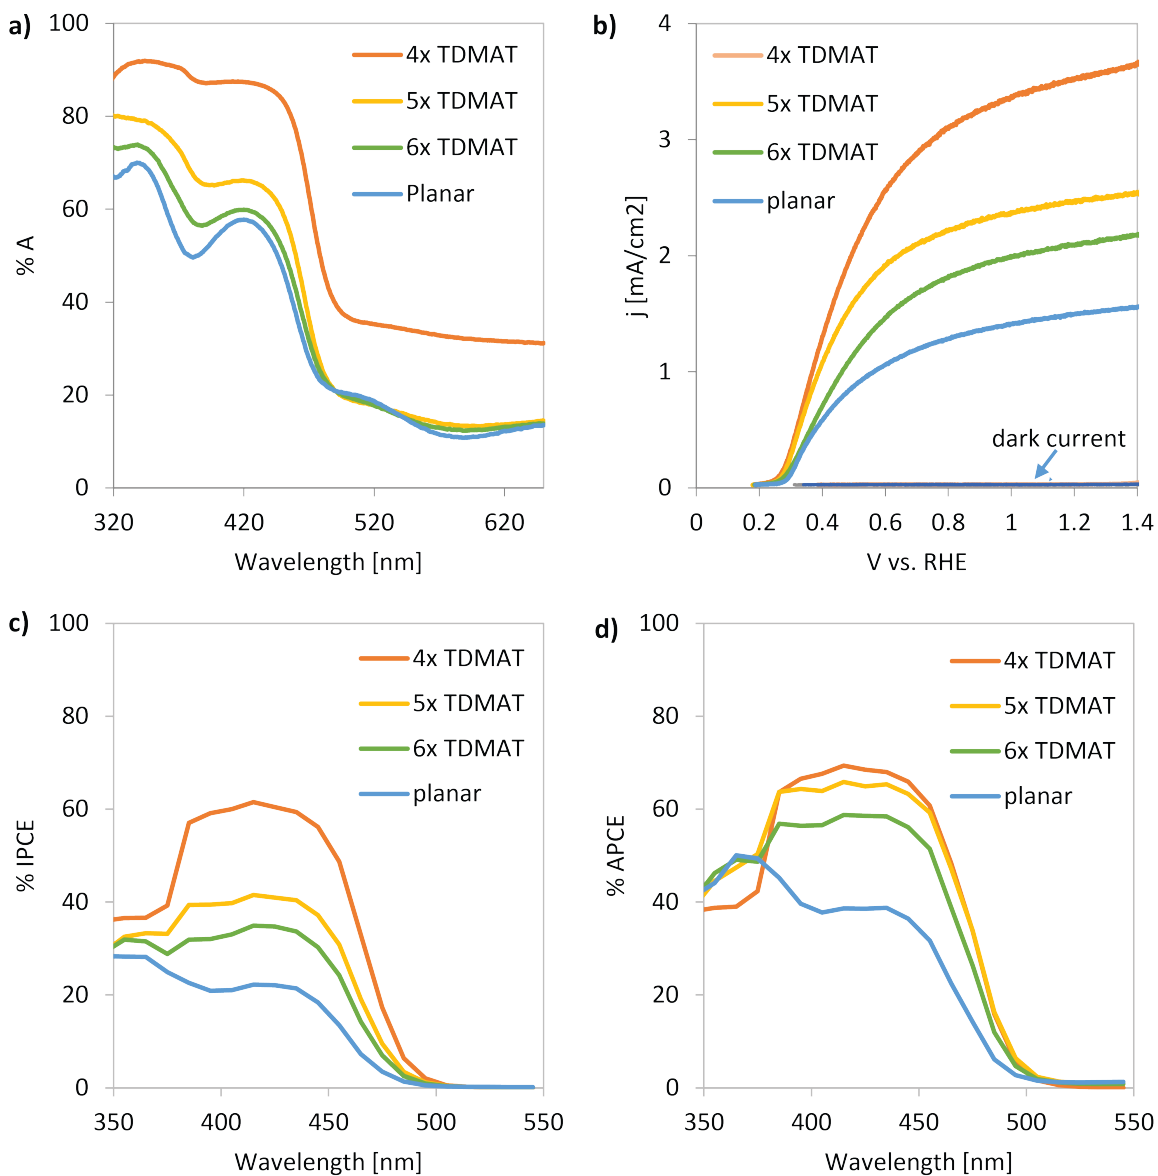 a)
100
80
60
40
20
0
% A
4x TDMAT
5x TDMAT
6x TDMAT
Planar
320
420
520
620
Wavelength [nm]
b)
4
3
2
1
0
j [mA/cm2]
4x TDMAT
5x TDMAT
6x TDMAT
planar
dark current
0
0.2
0.4
0.6
0.8
1
1.2
1.4
V vs. RHE
c)
100
80
60
40
20
0
% IPCE
4x TDMAT
5x TDMAT
6x TDMAT
planar
350
400
450
500
550
Wavelength [nm]
d)
100
80
60
40
20
0
% APCE
4x TDMAT
5x TDMAT
6x TDMAT
planar
350
400
450
500
550
Wavelength [nm]